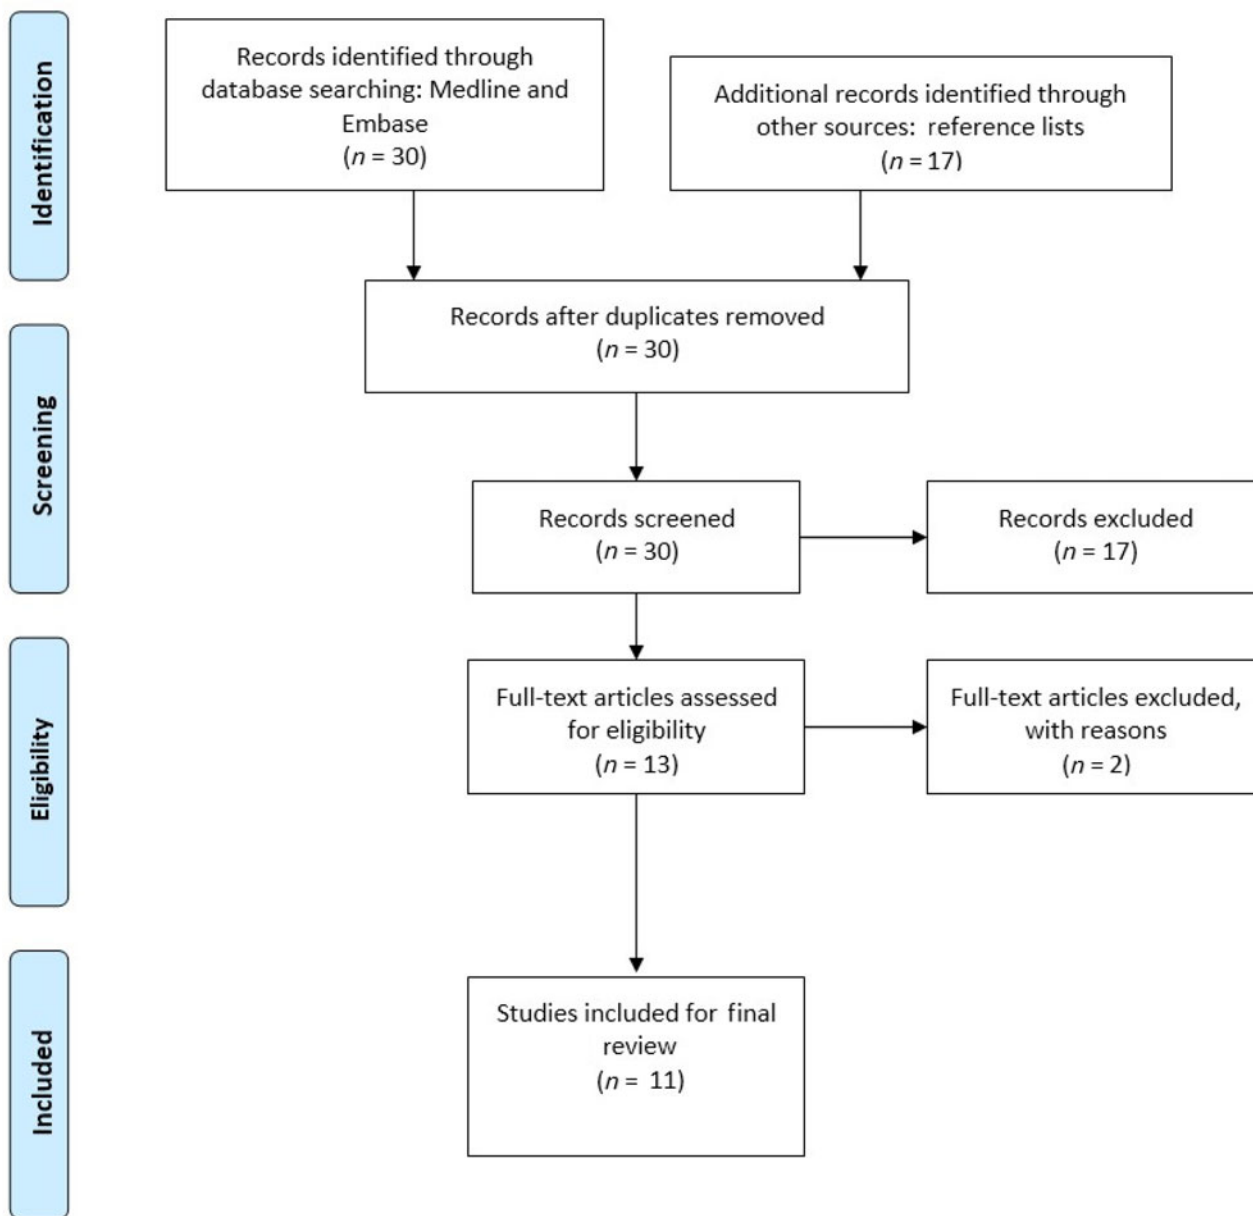 Identification
Records identified through
database searching: Medline and
Embase
(n = 30)
Additional records identified through
other sources: reference lists
(n = 17)
Records after duplicates removed
(n = 30)
Screening
Records screened
(n = 30)
Records excluded
(n = 17)
Eligibility
Full-text articles assessed
for eligibility
(n = 13)
Full-text articles excluded,
with reasons
(n = 2)
Included
Studies included for final
review
(n = 11)